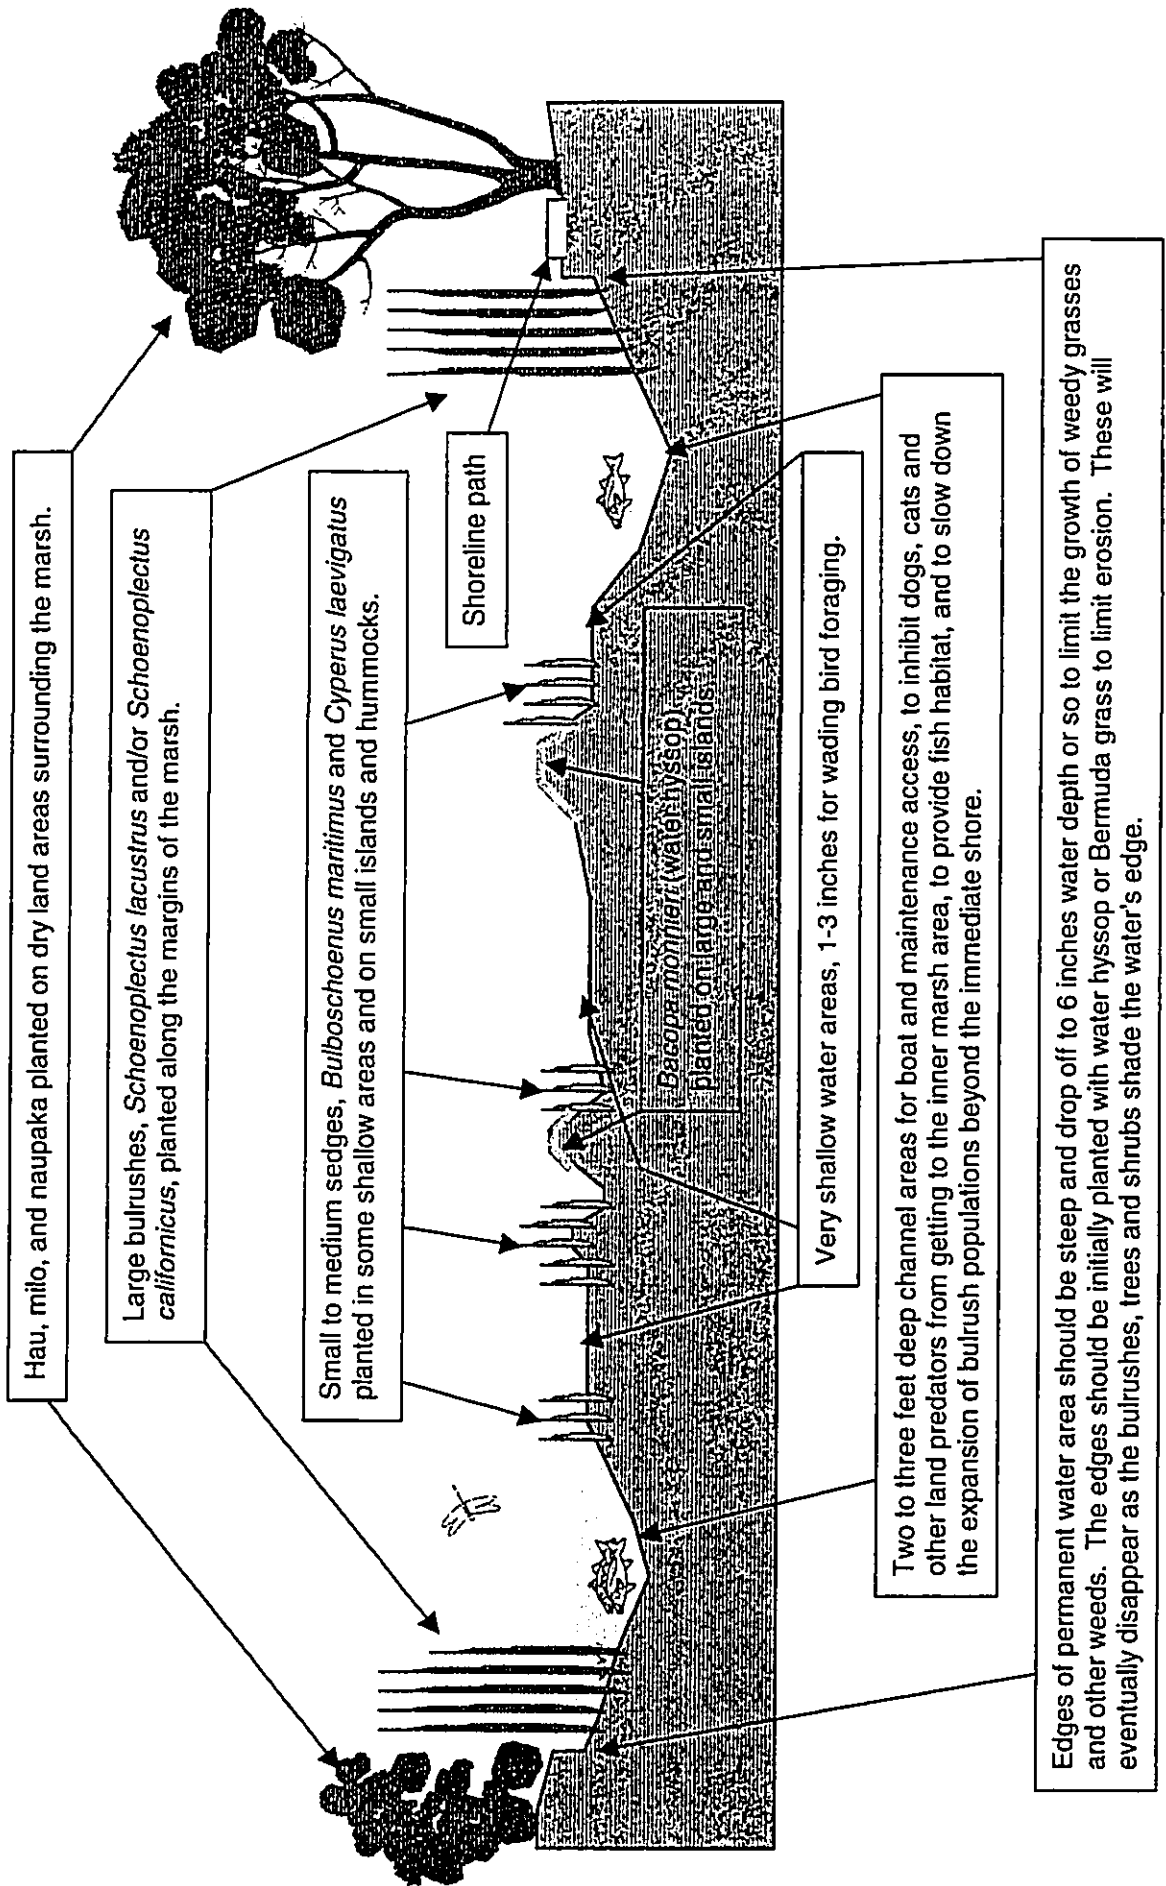 Hau, milo, and naupaka planted on dry land areas surrounding the marsh.
Large bulrushes, Schoenoplectus lacustrus and/or Schoenoplectus
californicus, planted along the margins of the marsh.
Small to medium sedges, Bulboschoenus maritimus and Cyperus laevigatus
planted in some shallow areas and on small islands and hummocks.
Shoreline path
Bacopa monnieri (water hyssop)
planted on large and small islands.
Very shallow water areas, 1-3 inches for wading bird foraging.
Two to three feet deep channel areas for boat and maintenance access, to inhibit dogs, cats and
other land predators from getting to the inner marsh area, to provide fish habitat, and to slow down
the expansion of bulrush populations beyond the immediate shore.
Edges of permanent water area should be steep and drop off to 6 inches water depth or so to limit the growth of weedy grasses
and other weeds. The edges should be initially planted with water hyssop or Bermuda grass to limit erosion. These will
eventually disappear as the bulrushes, trees and shrubs shade the water's edge.